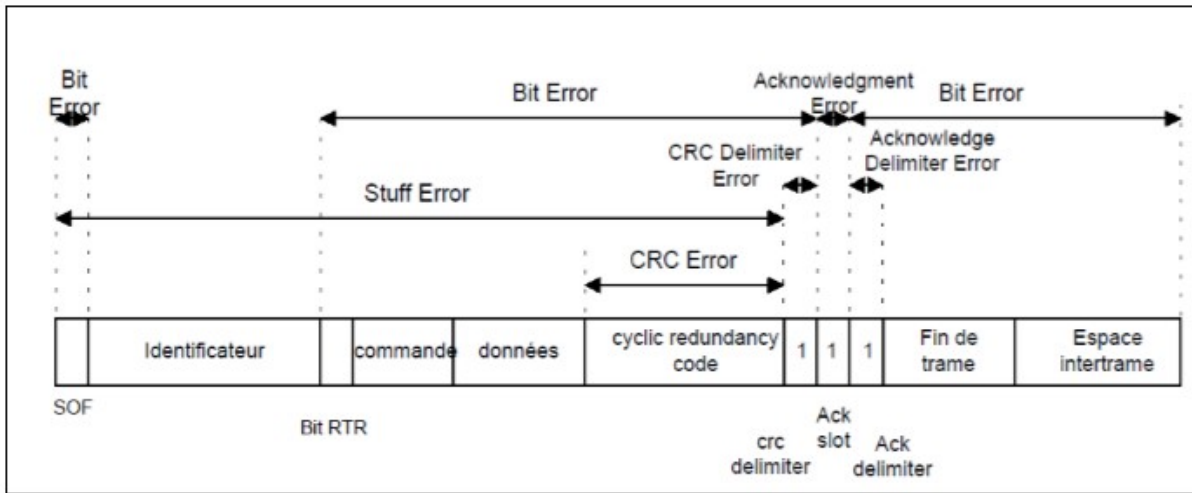 Bit
Error
Bit Error
Acknowledgment
Error
Bit Error
CRC Delimiter
Error
Acknowledge
Delimiter Error
Stuff Error
CRC Error
Identificateur
commande
données
cyclic redundancy
code
1
1
1
Fin de
trame
Espace
intertrame
SOF
Bit RTR
crc
delimiter
Ack
slot
Ack
delimiter